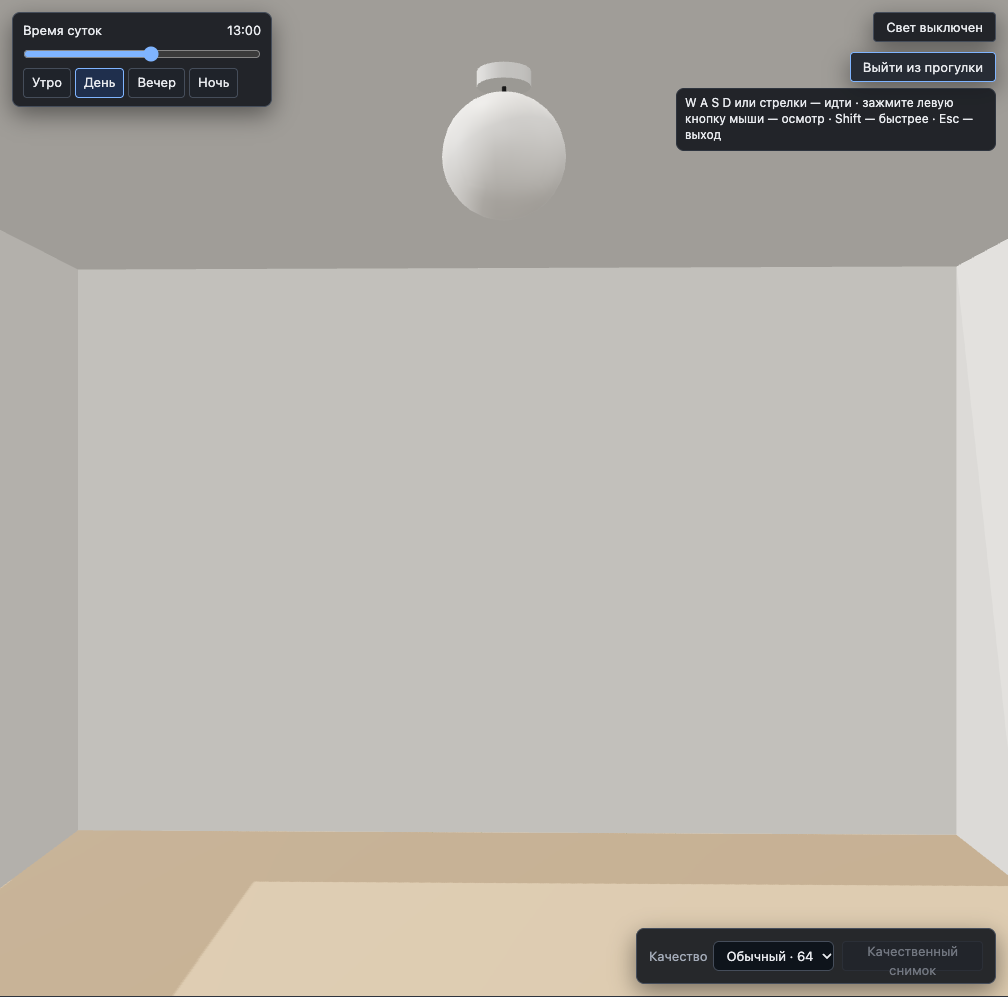 Время суток 13:00
Утро День Вечер Ночь
Свет выключен
Выйти из прогулки
W A S D или стрелки — идти · зажмите левую
кнопку мыши — осмотр · Shift — быстрее · Esc —
выход
Качество Обычный · 64 Качественный
снимок